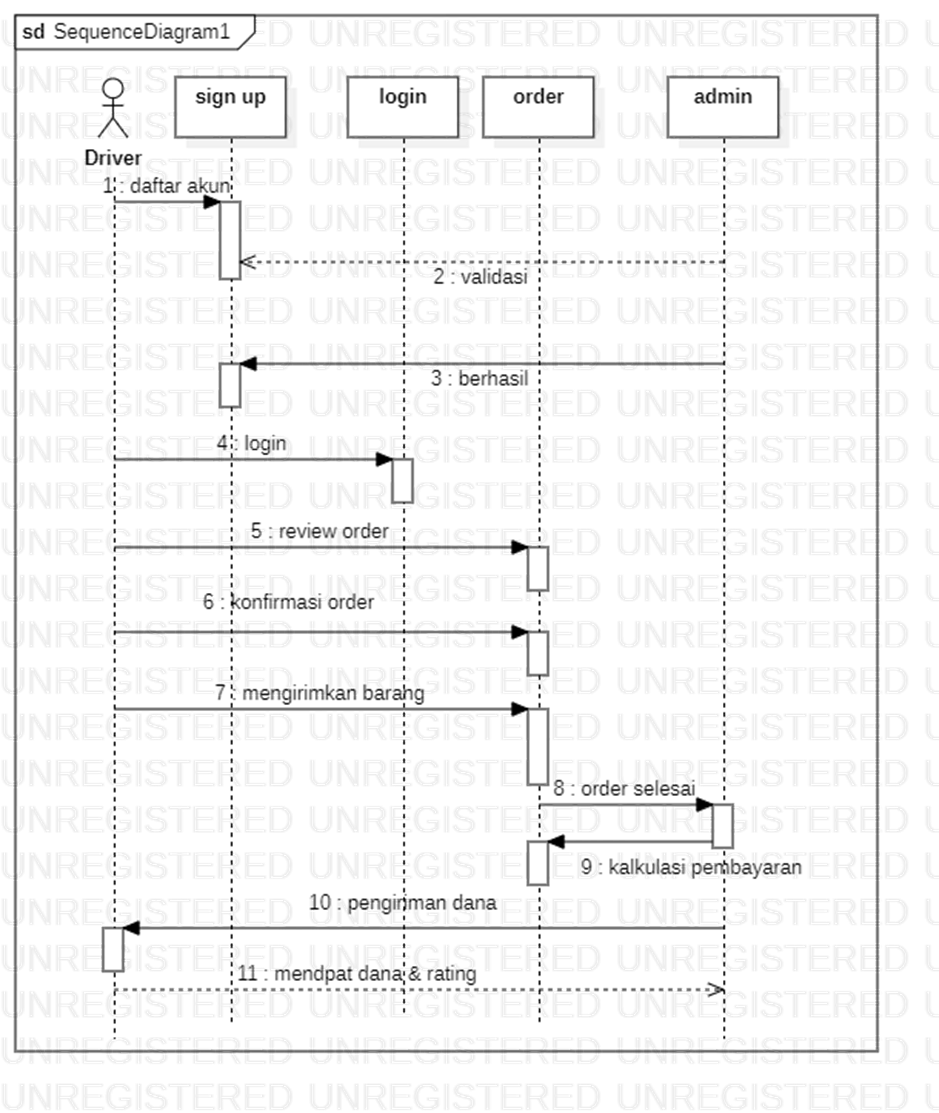 sd SequenceDiagram1
sign up
login
order
admin
Driver
1 : daftar akun
2 : validasi
3 : berhasil
4 : login
5 : review order
6 : konfirmasi order
7 : mengirimkan barang
8 : order selesai
9 : kalkulasi pembayaran
10 : pengiriman dana
11 : mendpat dana & rating
UNREGISTERED